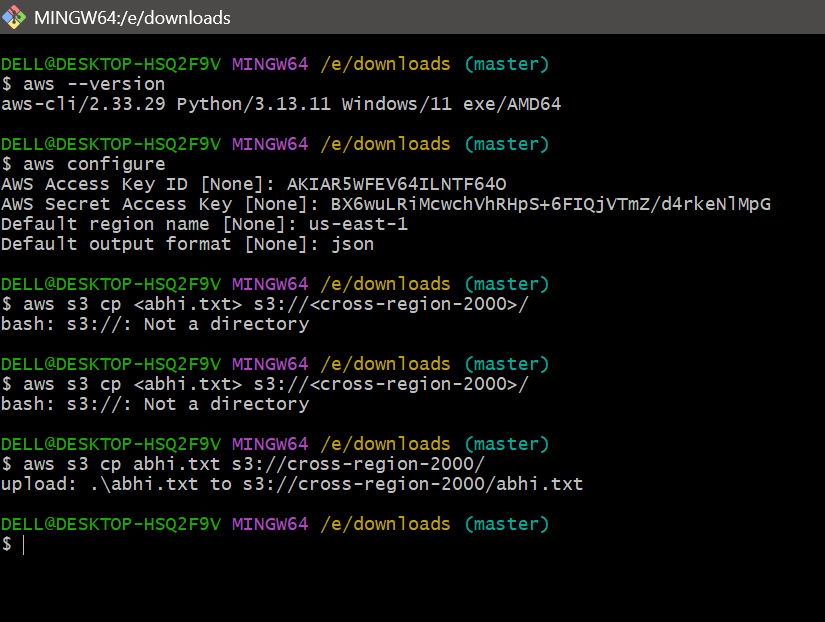 MINGW64:/e/downloads
DELL@DESKTOP-HSQ2F9V MINGW64 /e/downloads (master)
$ aws --version
aws-cli/2.33.29 Python/3.13.11 Windows/11 exe/AMD64
DELL@DESKTOP-HSQ2F9V MINGW64 /e/downloads (master)
$ aws configure
AWS Access Key ID [None]: AKIAR5WFEV64ILNTF64O
AWS Secret Access Key [None]: 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
Default region name [None]: us-east-1
Default output format [None]: json
DELL@DESKTOP-HSQ2F9V MINGW64 /e/downloads (master)
$ aws s3 cp <abhi.txt> s3://<cross-region-2000>/
bash: s3://: Not a directory
DELL@DESKTOP-HSQ2F9V MINGW64 /e/downloads (master)
$ aws s3 cp <abhi.txt> s3://<cross-region-2000>/
bash: s3://: Not a directory
DELL@DESKTOP-HSQ2F9V MINGW64 /e/downloads (master)
$ aws s3 cp abhi.txt s3://cross-region-2000/
upload: .\abhi.txt to s3://cross-region-2000/abhi.txt
DELL@DESKTOP-HSQ2F9V MINGW64 /e/downloads (master)
$